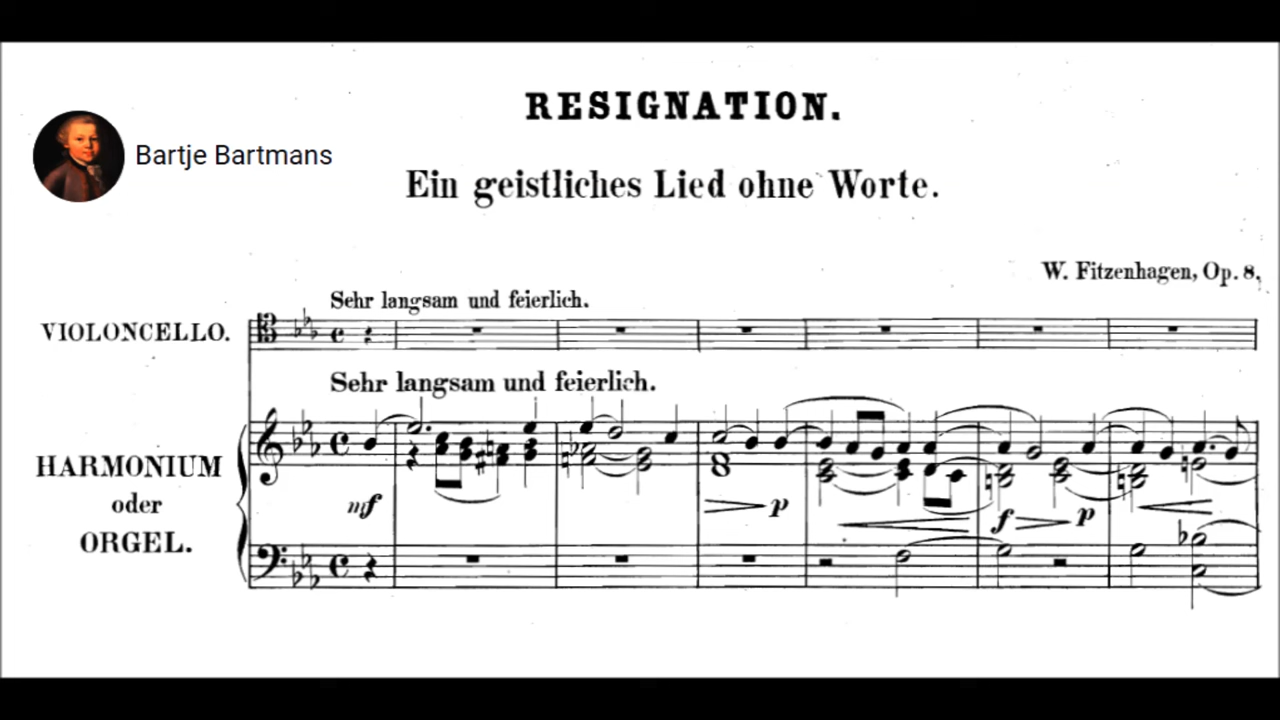 RESIGNATION.
Bartje Bartmans
Ein geistliches Lied ohne Worte.
W. Fitzenhagen, Op. 8.
Sehr langsam und feierlich.
VIOLONCELLO.
Sehr langsam und feierlich.
HARMONIUM
oder
ORGEL.
mf
p
f
p